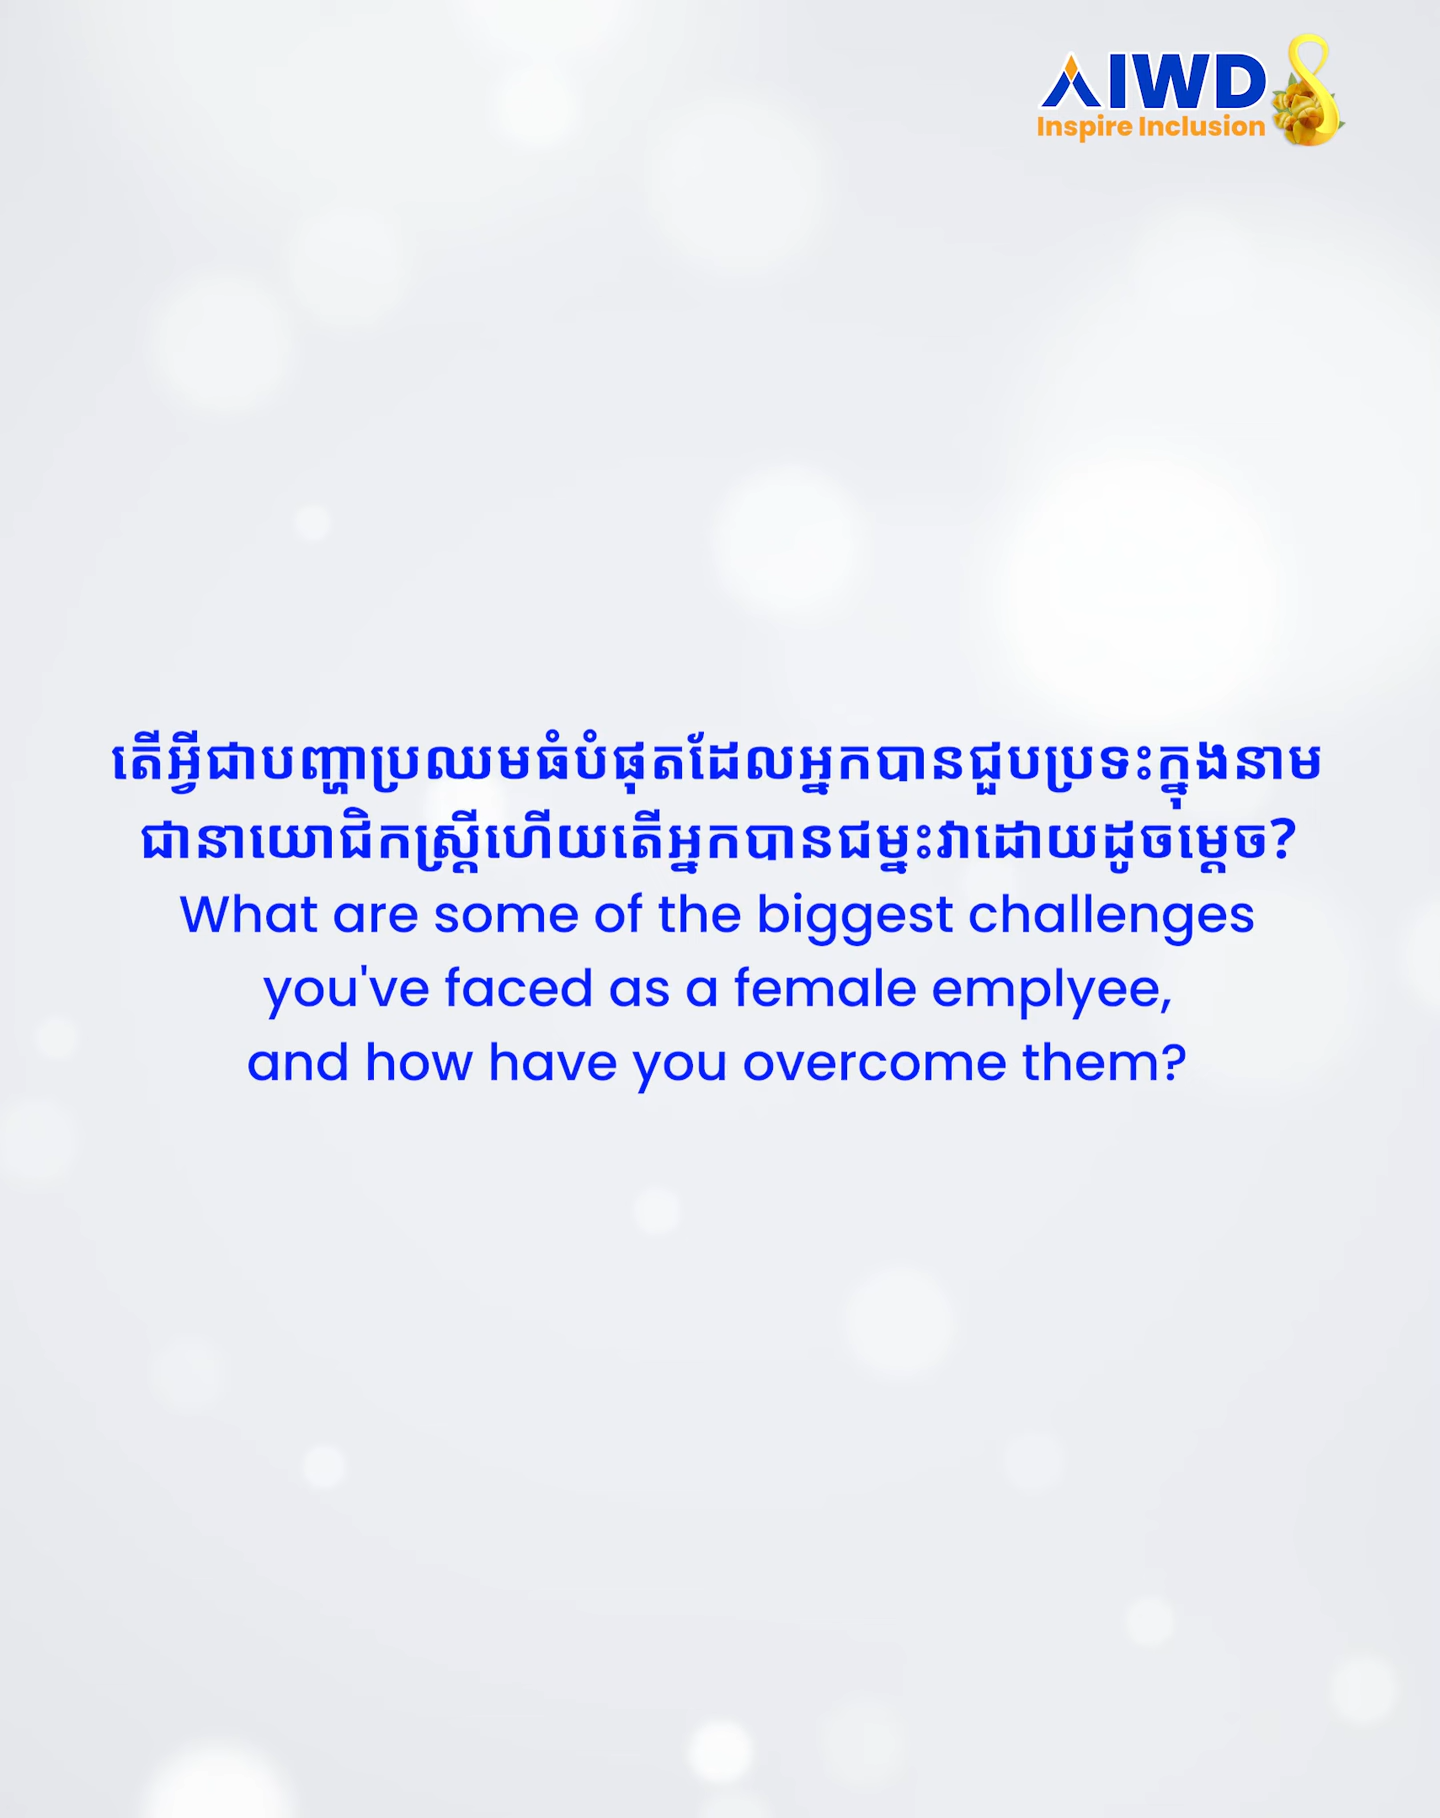 AIWD
Inspire Inclusion
តើអ្វីជាបញ្ហាប្រឈមធំបំផុតដែលអ្នកបានជួបប្រទះក្នុងនាម
ជានាយោជិកស្ត្រីហើយតើអ្នកបានជម្នះវាដោយដូចម្តេច?
What are some of the biggest challenges
you've faced as a female emplyee,
and how have you overcome them?